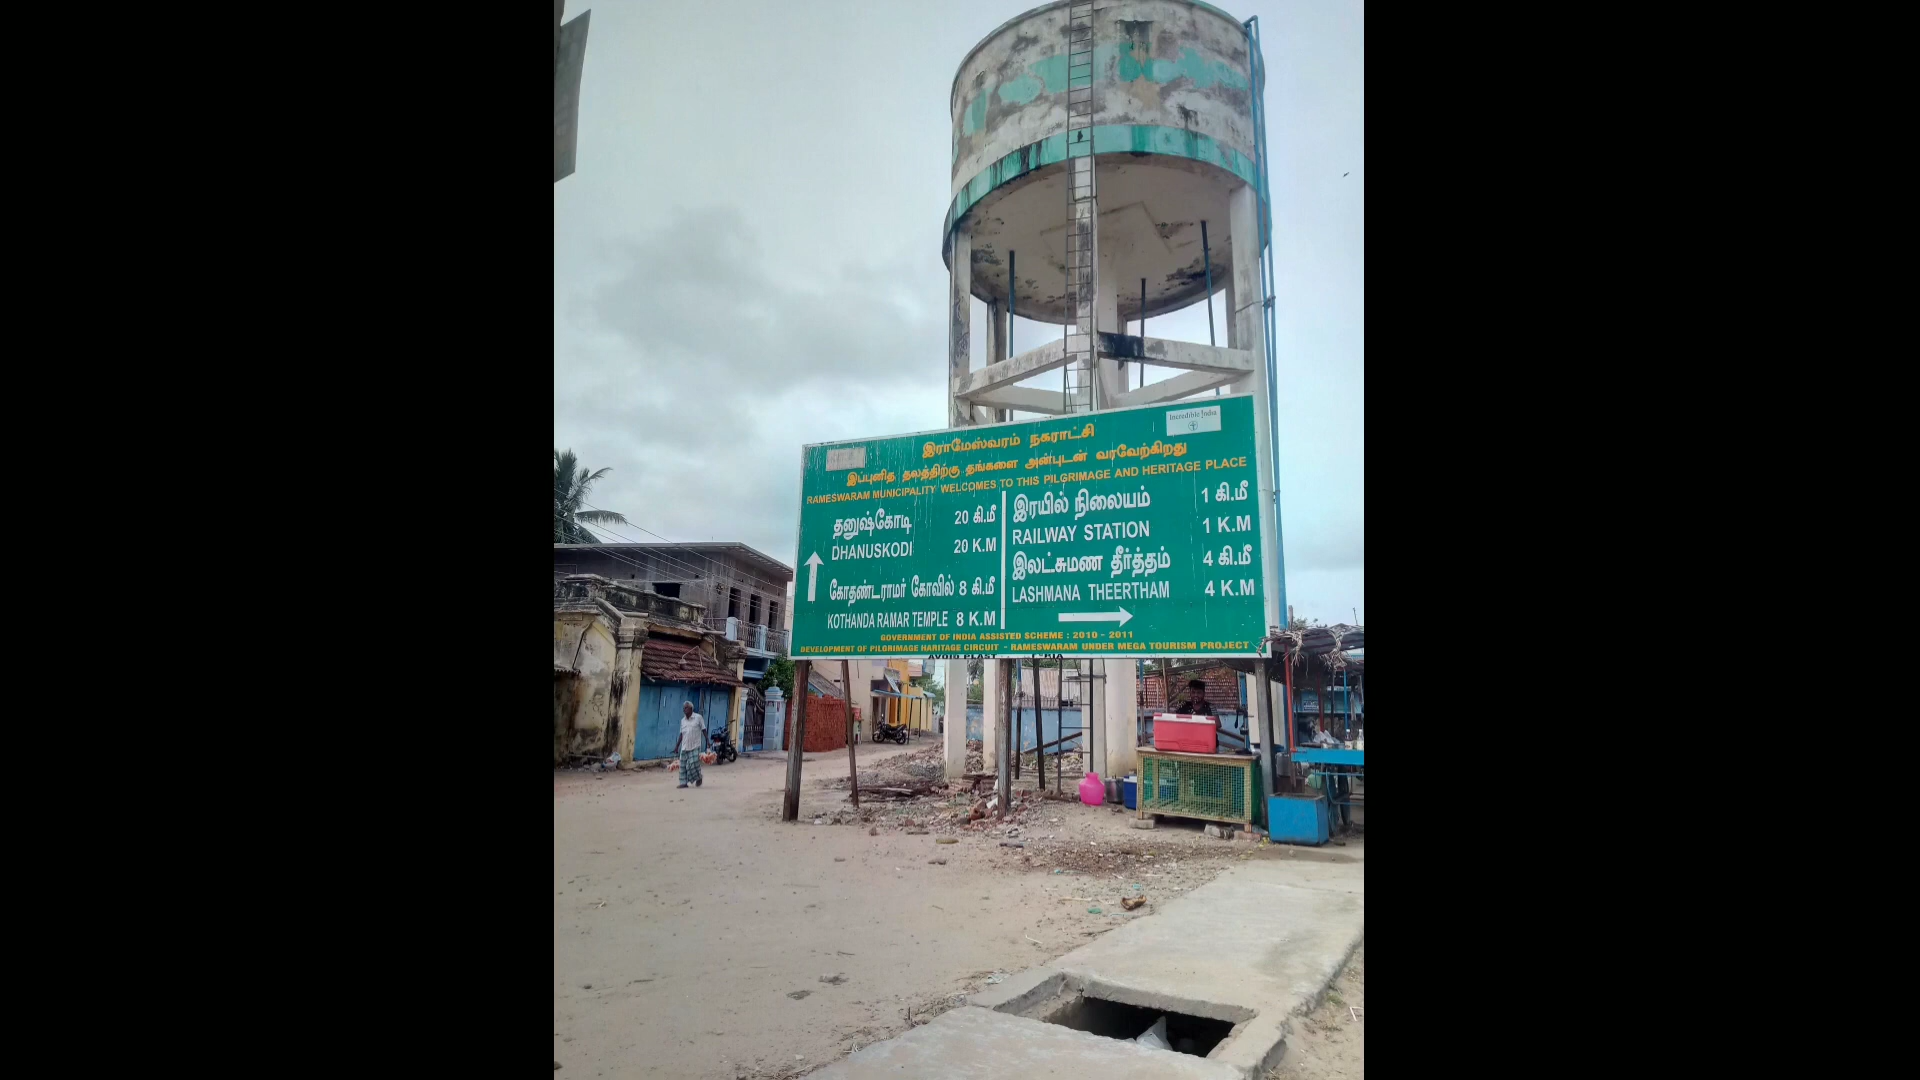 Incredible India
இராமேஸ்வரம் நகராட்சி
இப்புனித தலத்திற்கு தங்களை அன்புடன் வரவேற்கிறது
RAMESWARAM MUNICIPALITY WELCOMES TO THIS PILGRIMAGE AND HERITAGE PLACE
தனுஷ்கோடி 20 கி.மீ
DHANUSKODI 20 K.M
கோதண்டராமர் கோவில் 8 கி.மீ
KOTHANDA RAMAR TEMPLE 8 K.M
இரயில் நிலையம் 1 கி.மீ
RAILWAY STATION 1 K.M
இலட்சுமண தீர்த்தம் 4 கி.மீ
LASHMANA THEERTHAM 4 K.M
GOVERNMENT OF INDIA ASSISTED SCHEME : 2010 - 2011
DEVELOPMENT OF PILGRIMAGE HARITAGE CIRCUIT - RAMESWARAM UNDER MEGA TOURISM PROJECT